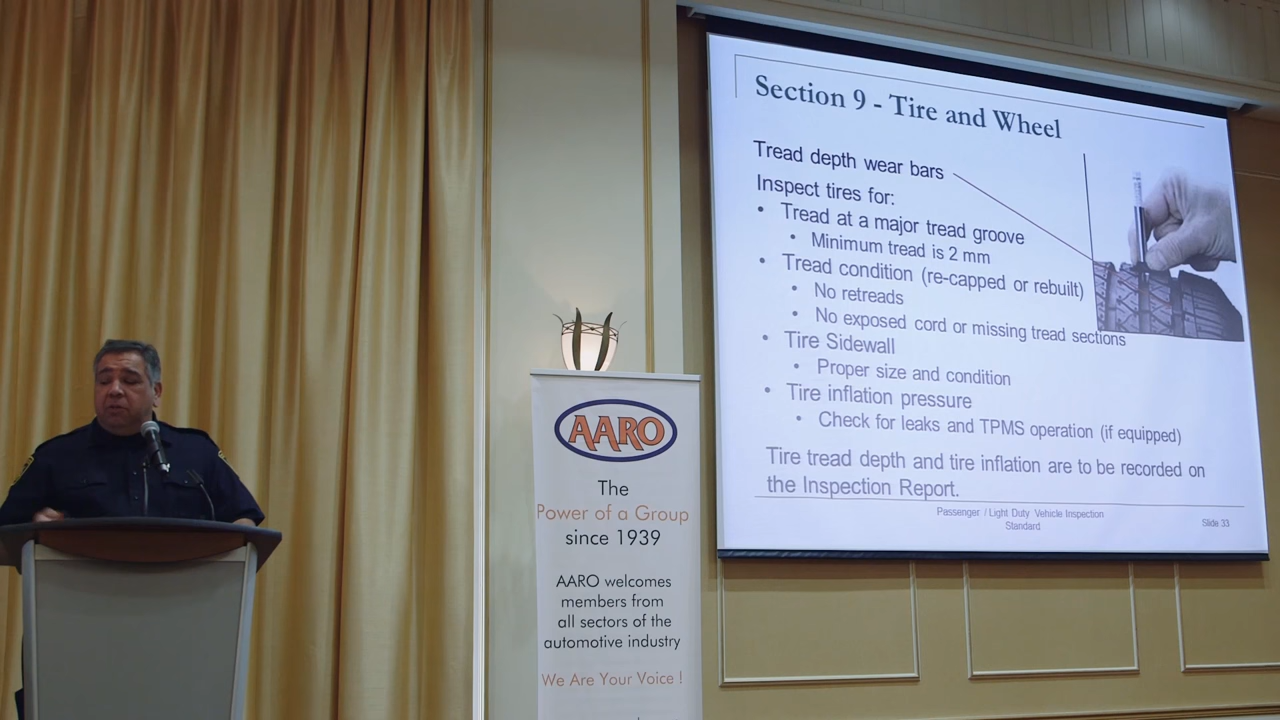 Section 9 - Tire and Wheel
Tread depth wear bars
Inspect tires for:
• Tread at a major tread groove
• Minimum tread is 2 mm
• Tread condition (re-capped or rebuilt)
• No retreads
• No exposed cord or missing tread sections
• Tire Sidewall
• Proper size and condition
• Tire inflation pressure
• Check for leaks and TPMS operation (if equipped)
Tire tread depth and tire inflation are to be recorded on
the Inspection Report.
Passenger / Light Duty Vehicle Inspection
Standard
Slide 33
AARO
The
Power of a Group
since 1939
AARO welcomes
members from
all sectors of the
automotive industry
We Are Your Voice !